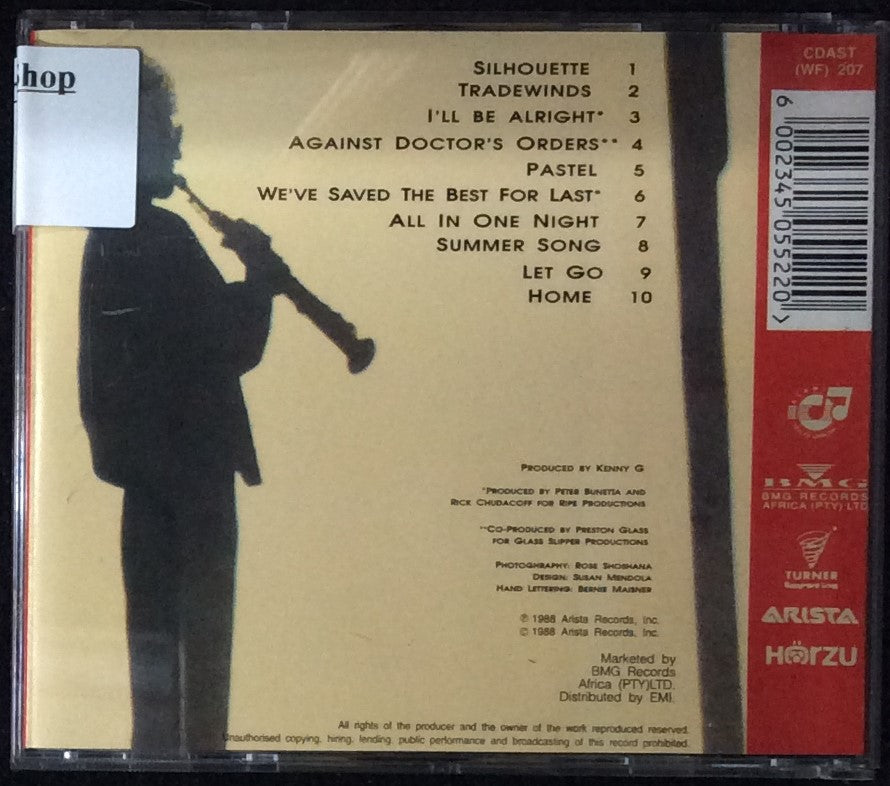 Shop
SILHOUETTE 1
TRADEWINDS 2
I'LL BE ALRIGHT* 3
AGAINST DOCTOR'S ORDERS** 4
PASTEL 5
WE'VE SAVED THE BEST FOR LAST* 6
ALL IN ONE NIGHT 7
SUMMER SONG 8
LET GO 9
HOME 10
PRODUCED BY KENNY G
*PRODUCED BY PETER BUNETTA AND
RICK CHUDACOFF FOR RIPE PRODUCTIONS
**CO-PRODUCED BY PRESTON GLASS
FOR GLASS SLIPPER PRODUCTIONS
PHOTOGHRAPHY: ROSE SHOSHANA
DESIGN: SUSAN MENDOLA
HAND LETTERING: BERNIE MAISNER
℗ 1988 Arista Records, Inc.
© 1988 Arista Records, Inc.
Marketed by
BMG Records
Africa (PTY)LTD.
Distributed by EMI.
All rights of the producer and the owner of the work reproduced reserved.
Unauthorised copying, hiring, lending, public performance and broadcasting of this record prohibited.
CDAST
(WF) 207
6 002345 055220 >
BMG
BMG RECORDS
AFRICA (PTY) LTD
TURNER
ARISTA
HÖRZU